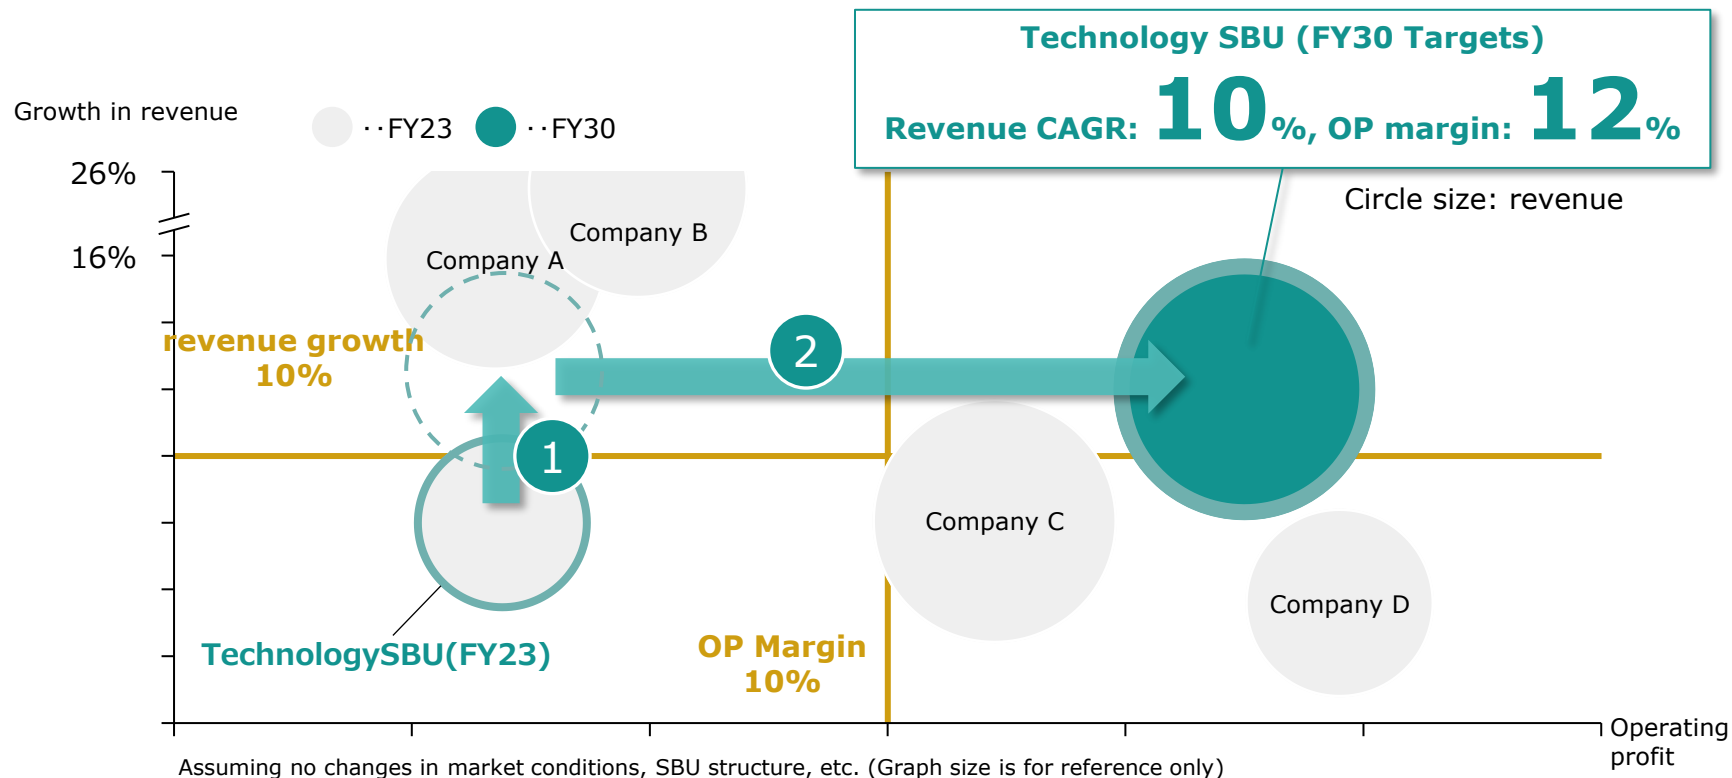 Technology SBU (FY30 Targets)
Revenue CAGR: 10%, OP margin: 12%
Growth in revenue
‥FY23 ‥FY30
26%
Circle size: revenue
Company B
16%
Company A
revenue growth
10%
2
1
Company C
Company D
TechnologySBU(FY23)
OP Margin
10%
Operating
profit
Assuming no changes in market conditions, SBU structure, etc. (Graph size is for reference only)